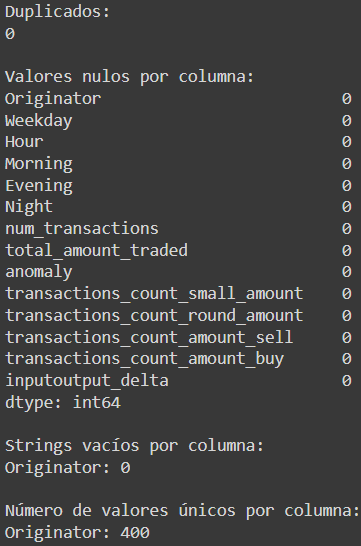 Duplicados:
0
Valores nulos por columna:
Originator 0
Weekday 0
Hour 0
Morning 0
Evening 0
Night 0
num_transactions 0
total_amount_traded 0
anomaly 0
transactions_count_small_amount 0
transactions_count_round_amount 0
transactions_count_amount_sell 0
transactions_count_amount_buy 0
inputoutput_delta 0
dtype: int64
Strings vacíos por columna:
Originator: 0
Número de valores únicos por columna:
Originator: 400